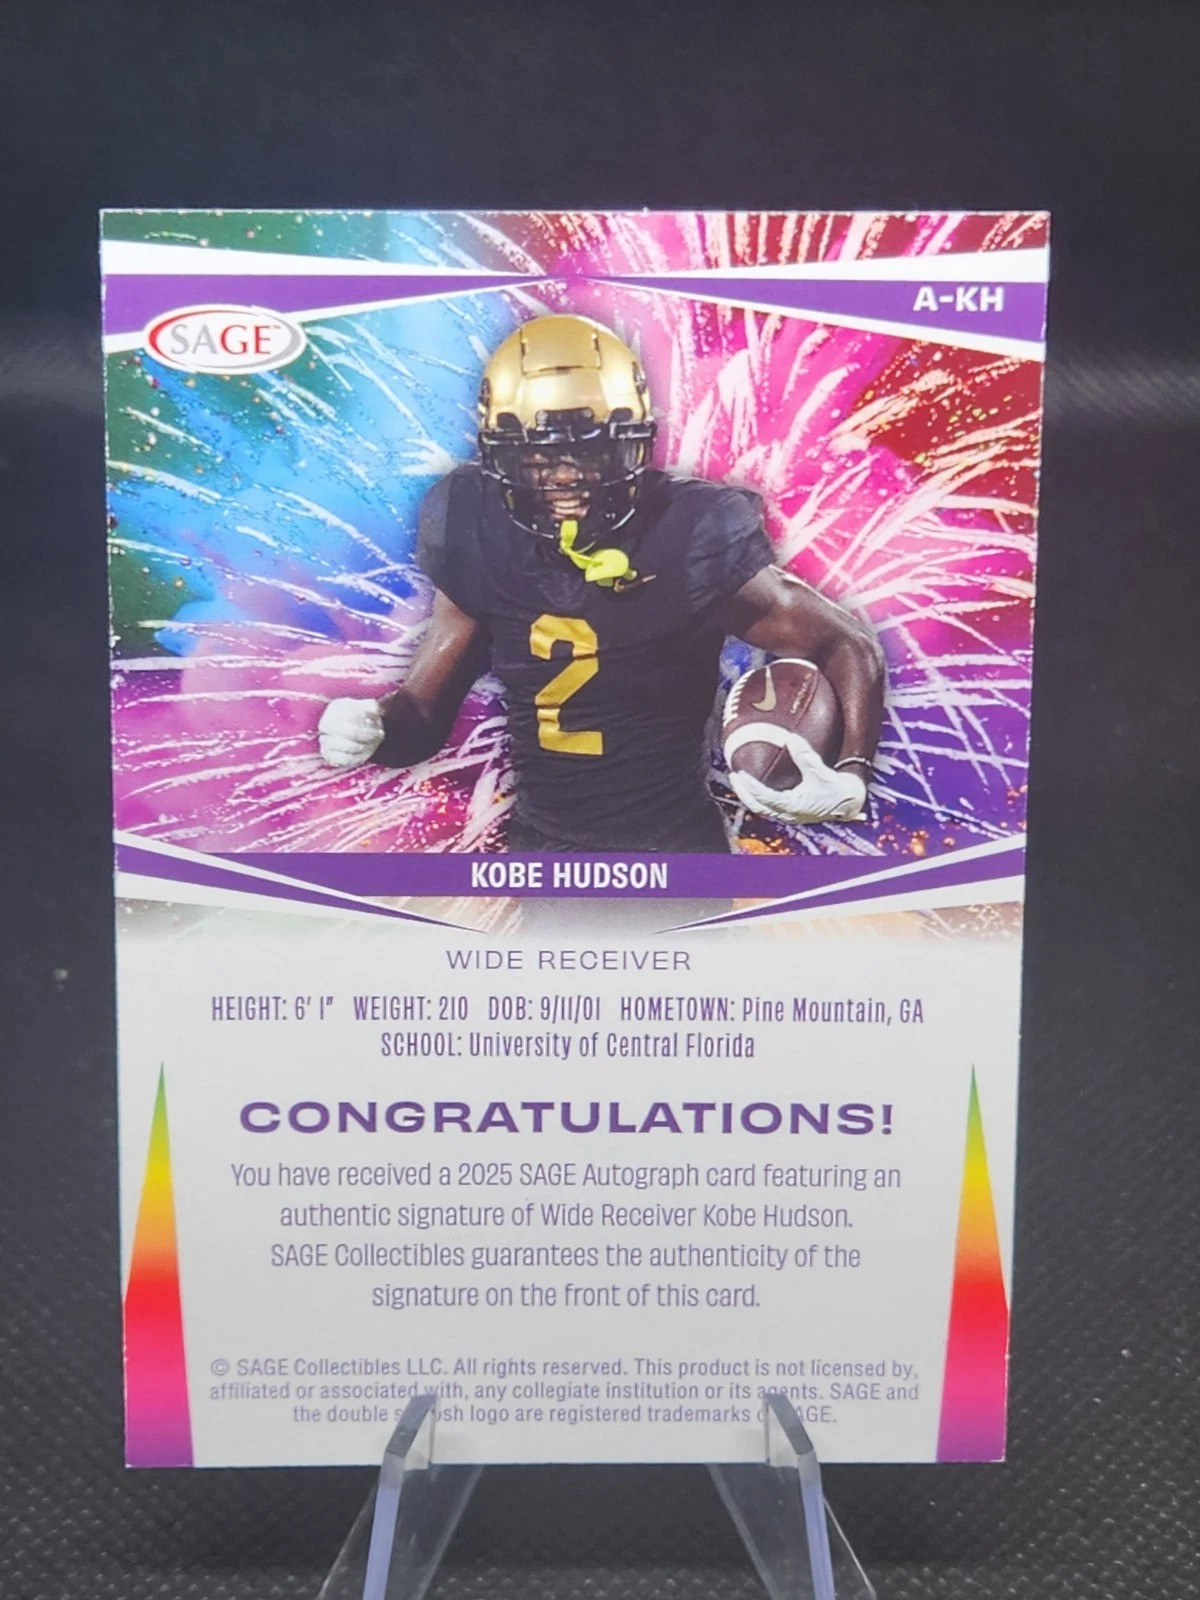 A-KH
SAGE™
2
KOBE HUDSON
WIDE RECEIVER
HEIGHT: 6' 1" WEIGHT: 210 DOB: 9/11/01 HOMETOWN: Pine Mountain, GA
SCHOOL: University of Central Florida
CONGRATULATIONS!
You have received a 2025 SAGE Autograph card featuring an
authentic signature of Wide Receiver Kobe Hudson.
SAGE Collectibles guarantees the authenticity of the
signature on the front of this card.
© SAGE Collectibles LLC. All rights reserved. This product is not licensed by,
affiliated or associated with, any collegiate institution or its agents. SAGE and
the double logo are registered trademarks SAGE.